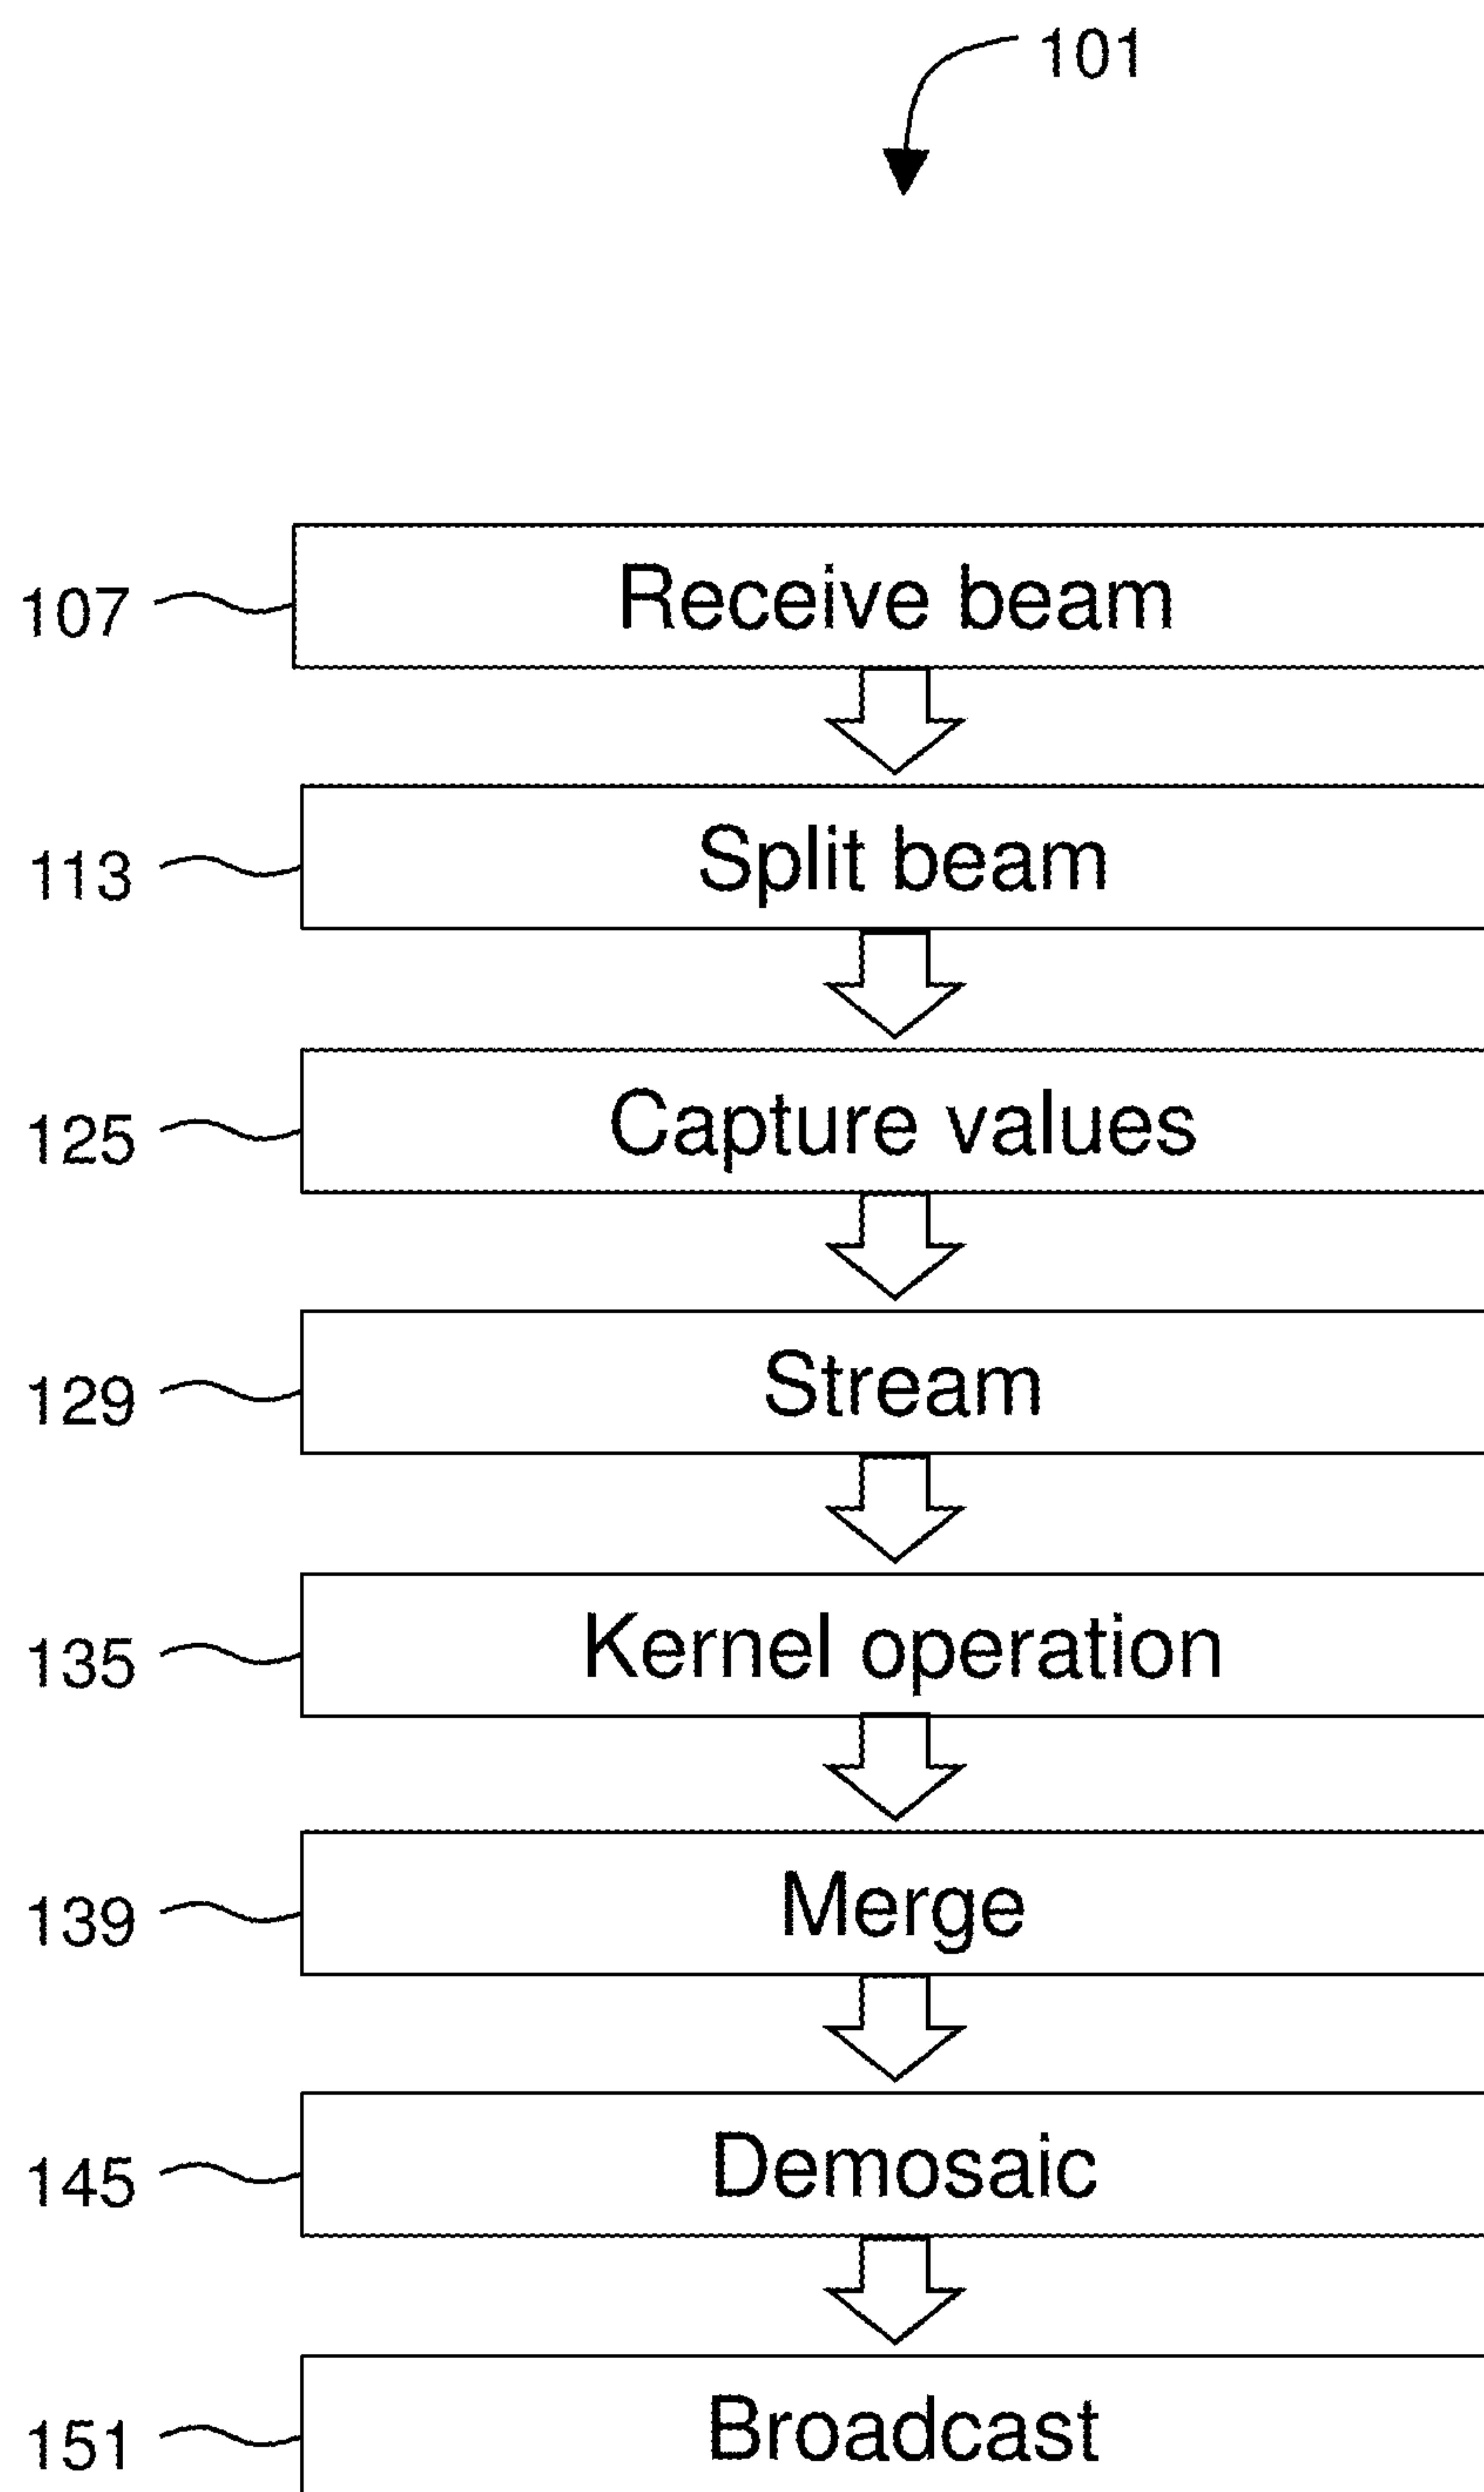 101
107 Receive beam
113 Split beam
125 Capture values
129 Stream
135 Kernel operation
139 Merge
145 Demosaic
151 Broadcast